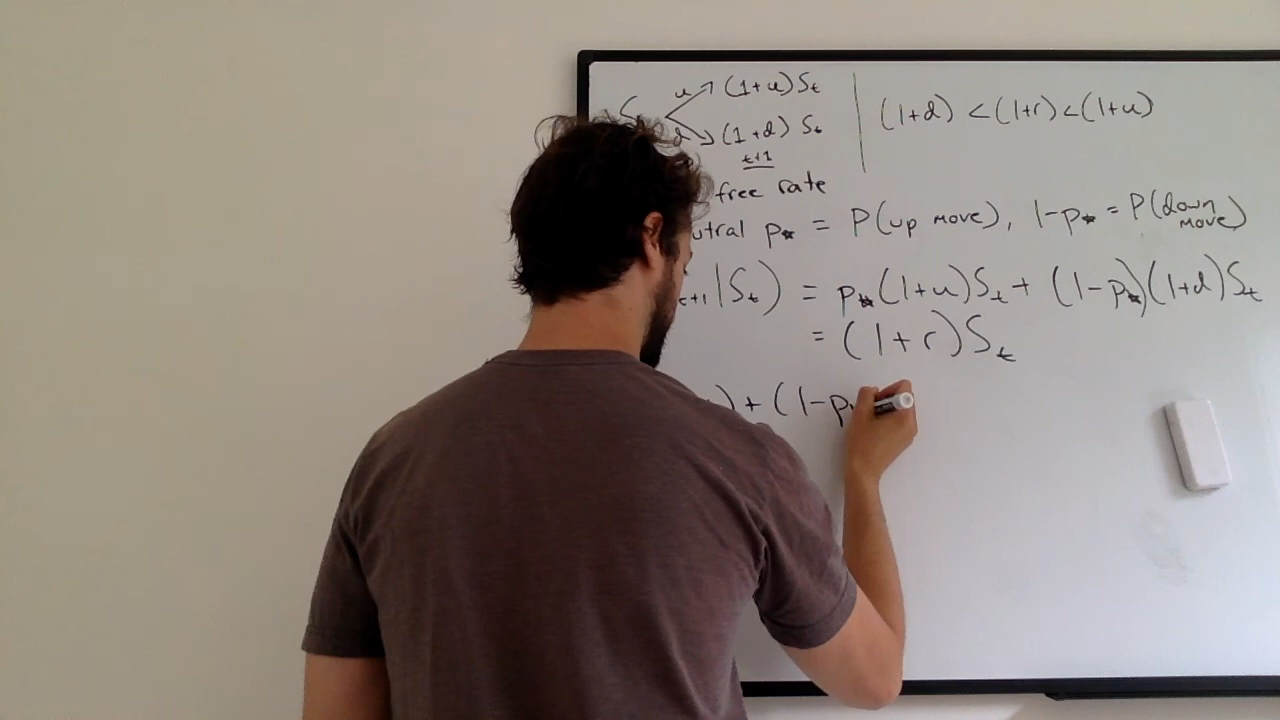 S u (1+u) S_t
d (1+d) S_t | (1+d) < (1+r) < (1+u)
t+1
free rate
utral p* = P(up move), 1-p* = P(down move)
t+1 | S_t) = p*(1+u)S_t + (1-p*)(1+d)S_t
= (1+r)S_t
) + (1-p